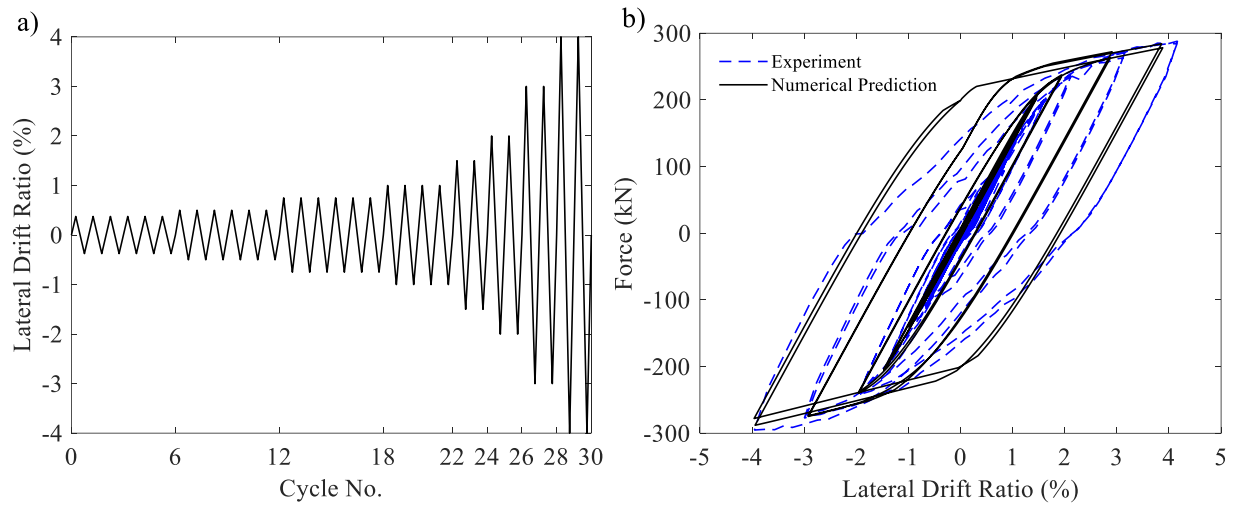 a)
4
3
2
1
0
-1
-2
-3
-4
Lateral Drift Ratio (%)
0 6 12 18 22 24 26 28 30
Cycle No.
b)
300
200
100
0
-100
-200
-300
Force (kN)
Experiment
Numerical Prediction
-5 -4 -3 -2 -1 0 1 2 3 4 5
Lateral Drift Ratio (%)